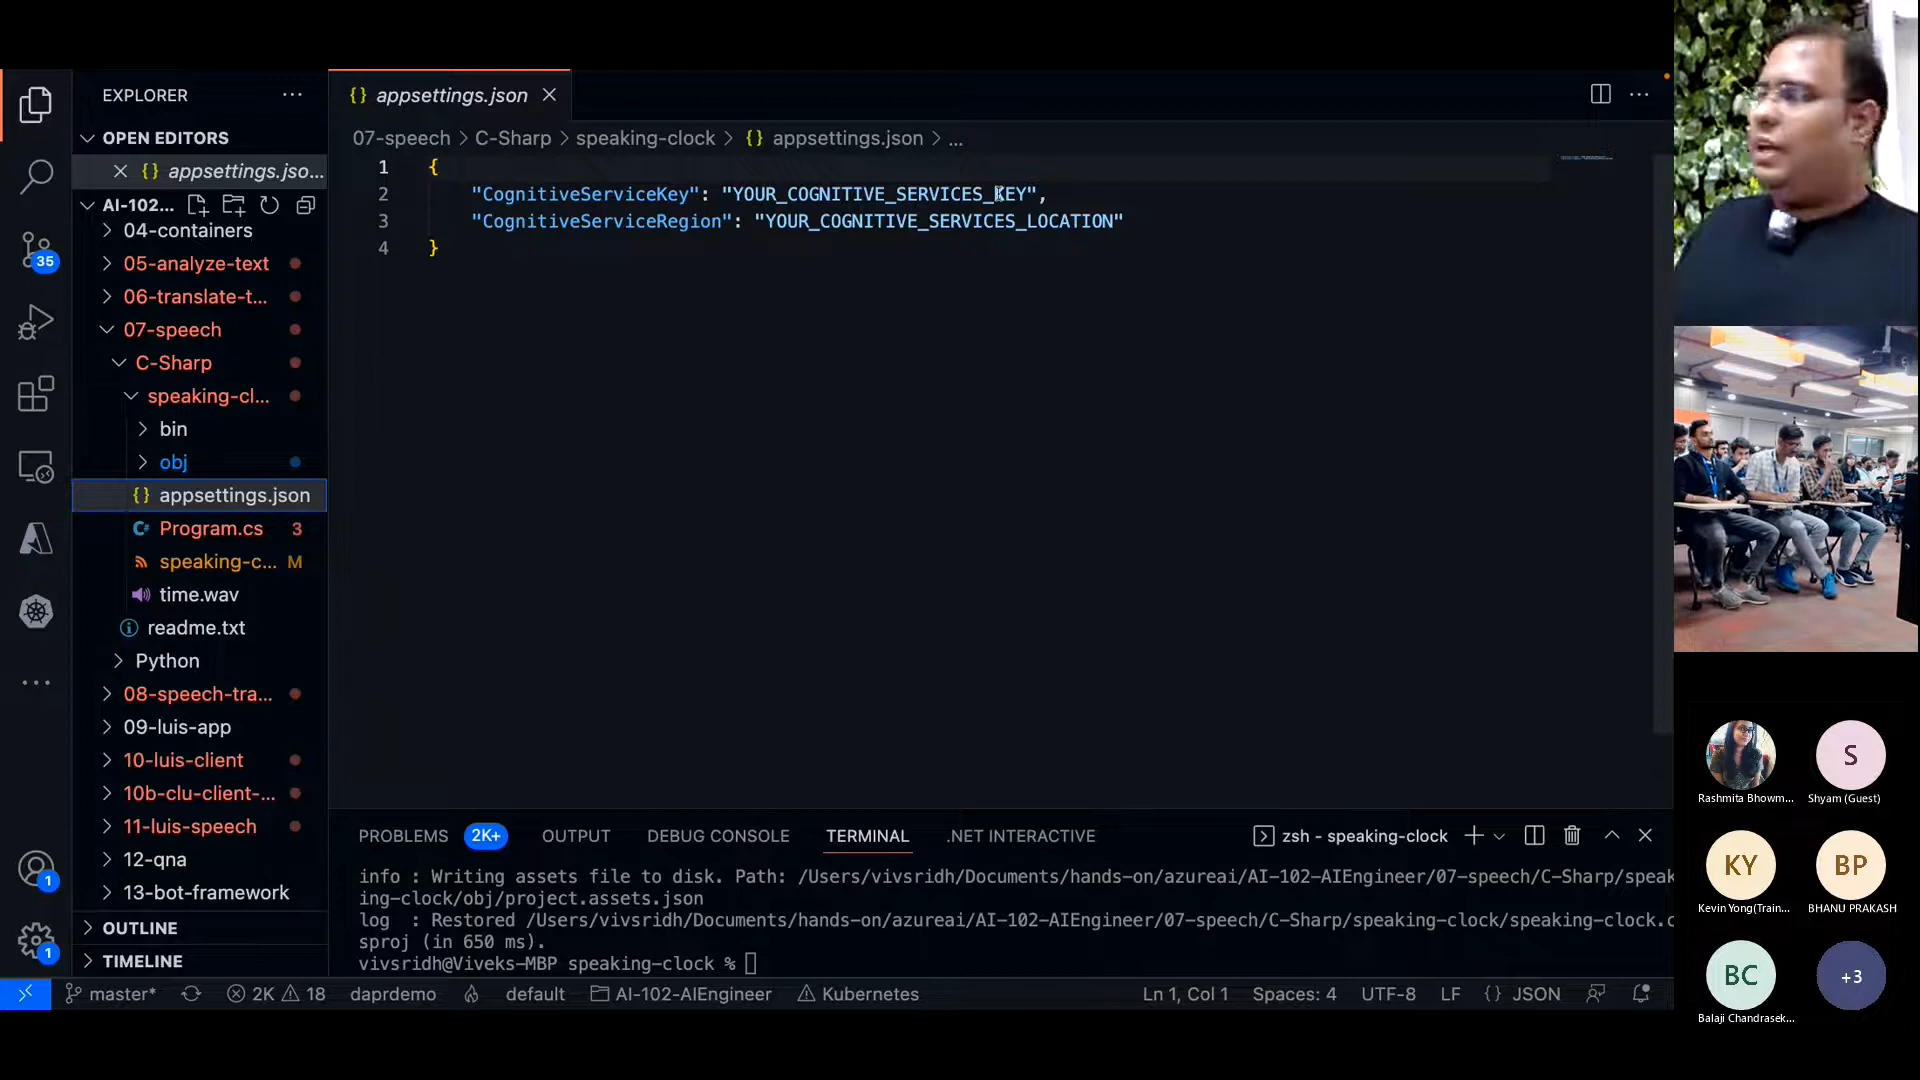 EXPLORER
OPEN EDITORS
appsettings.jso...
AI-102...
04-containers
05-analyze-text
06-translate-t...
07-speech
C-Sharp
speaking-cl...
bin
obj
appsettings.json
Program.cs 3
speaking-c... M
time.wav
readme.txt
Python
08-speech-tra...
09-luis-app
10-luis-client
10b-clu-client-...
11-luis-speech
12-qna
13-bot-framework
OUTLINE
TIMELINE
35
1
1
appsettings.json
07-speech > C-Sharp > speaking-clock > {} appsettings.json > ...
1 {
2 "CognitiveServiceKey": "YOUR_COGNITIVE_SERVICES_KEY",
3 "CognitiveServiceRegion": "YOUR_COGNITIVE_SERVICES_LOCATION"
4 }
PROBLEMS 2K+ OUTPUT DEBUG CONSOLE TERMINAL .NET INTERACTIVE zsh - speaking-clock
info : Writing assets file to disk. Path: /Users/vivsridh/Documents/hands-on/azureai/AI-102-AIEngineer/07-speech/C-Sharp/speak
ing-clock/obj/project.assets.json
log : Restored /Users/vivsridh/Documents/hands-on/azureai/AI-102-AIEngineer/07-speech/C-Sharp/speaking-clock/speaking-clock.c
sproj (in 650 ms).
vivsridh@Viveks-MBP speaking-clock %
master* 2K 18 daprdemo default AI-102-AIEngineer Kubernetes Ln 1, Col 1 Spaces: 4 UTF-8 LF {} JSON
S
Rashmita Bhowm... Shyam (Guest)
KY BP
Kevin Yong(Train... BHANU PRAKASH
BC +3
Balaji Chandrasek...